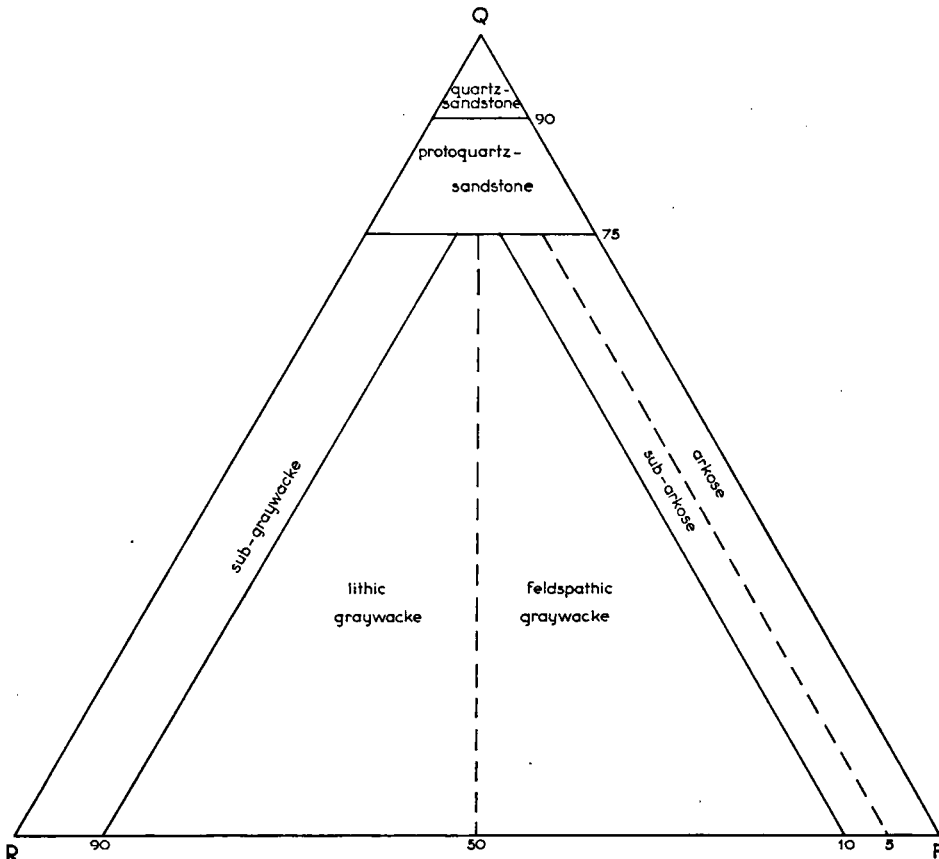 Q
quartz-
sandstone
90
protoquartz-
sandstone
75
sub-graywacke
sub-arkose
arkose
lithic
graywacke
feldspathic
graywacke
90
50
10
5
R
F